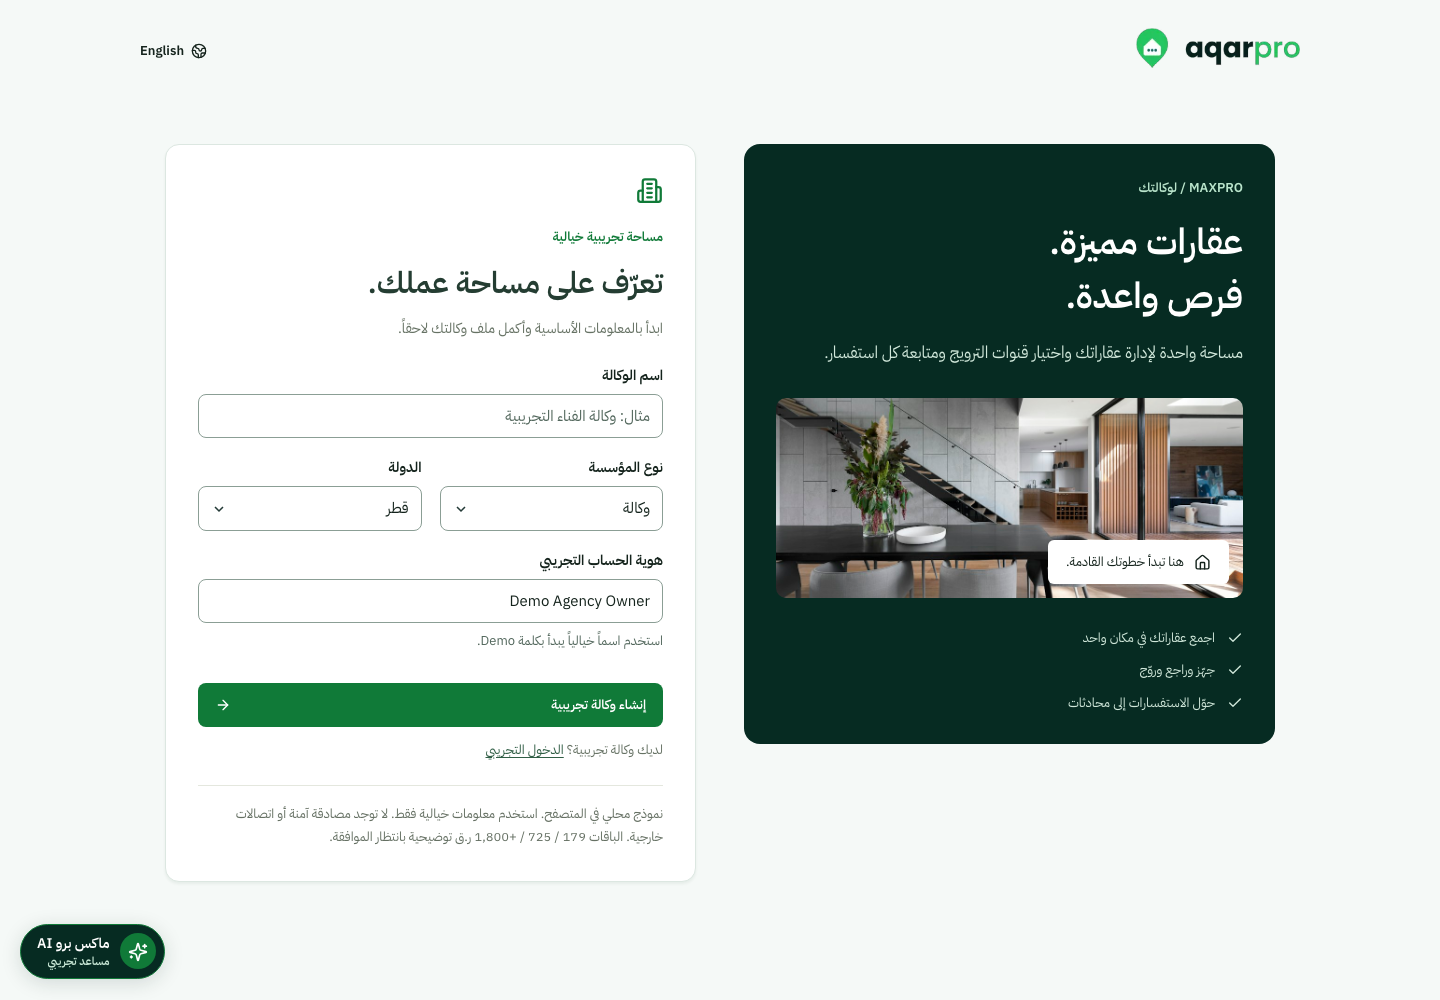 aqarpro
English
MAXPRO / لوكالتك
عقارات مميزة.
فرص واعدة.
مساحة واحدة لإدارة عقاراتك واختيار قنوات الترويج ومتابعة كل استفسار.
هنا تبدأ خطوتك القادمة.
اجمع عقاراتك في مكان واحد
جهّز وراجع وروّج
حوّل الاستفسارات إلى محادثات
مساحة تجريبية خيالية
تعرّف على مساحة عملك.
ابدأ بالمعلومات الأساسية وأكمل ملف وكالتك لاحقاً.
اسم الوكالة
مثال: وكالة الفناء التجريبية
نوع المؤسسة
الدولة
وكالة
قطر
هوية الحساب التجريبي
Demo Agency Owner
استخدم اسماً خيالياً يبدأ بكلمة Demo.
إنشاء وكالة تجريبية
لديك وكالة تجريبية؟ الدخول التجريبي
نموذج محلي في المتصفح. استخدم معلومات خيالية فقط. لا توجد مصادقة آمنة أو اتصالات
خارجية. الباقات 179 / 725 / +1,800 ر.ق توضيحية بانتظار الموافقة.
ماكس برو AI
مساعد تجريبي